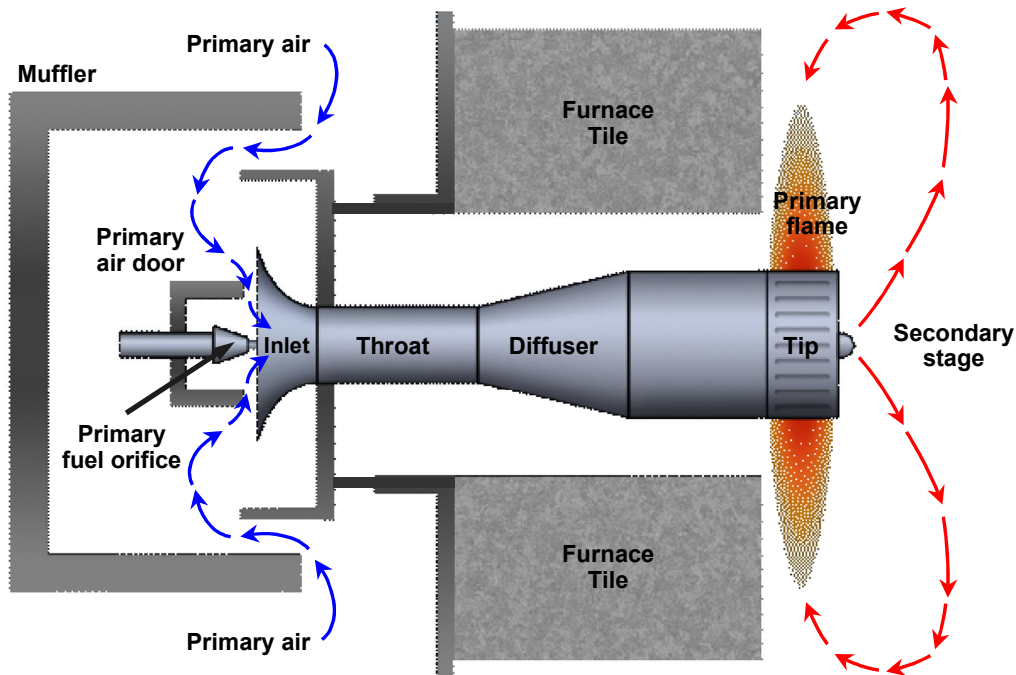 Primary air
Muffler
Furnace
Tile
Primary
flame
Primary
air door
Inlet
Throat
Diffuser
Tip
Secondary
stage
Primary
fuel orifice
Furnace
Tile
Primary air